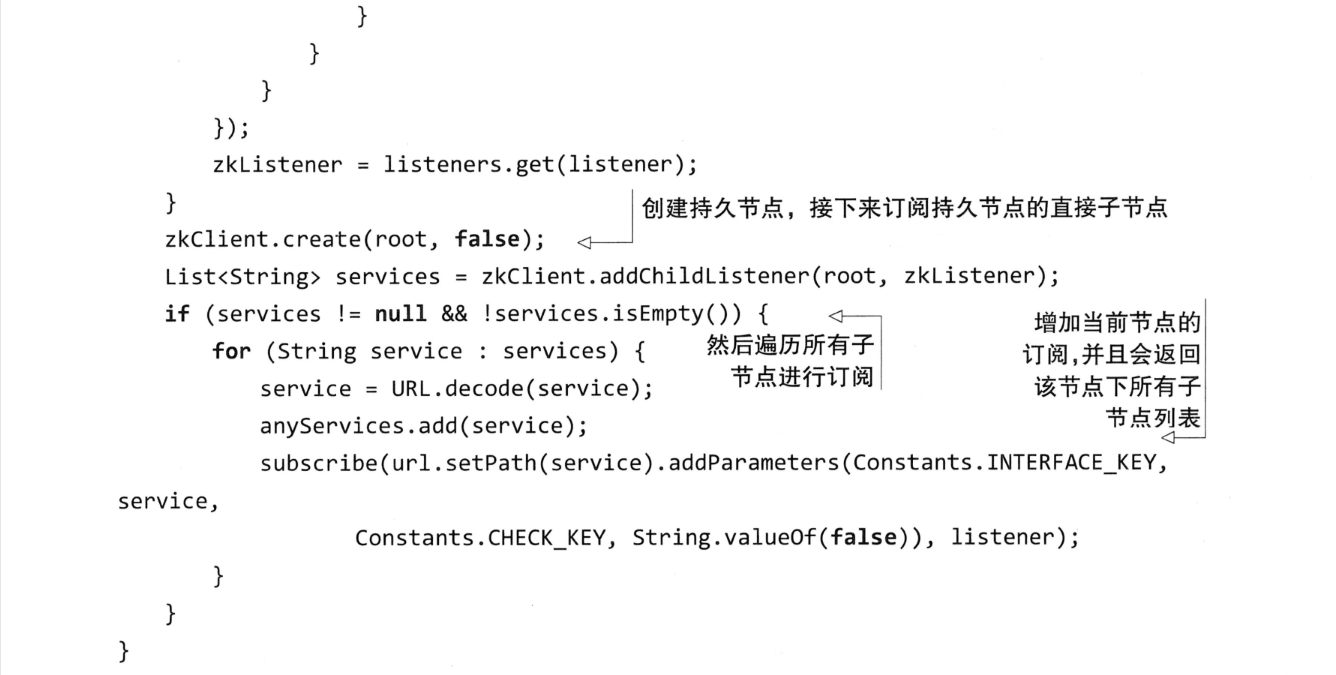 }
}
}
});
zkListener = listeners.get(listener);
}
创建持久节点，接下来订阅持久节点的直接子节点
zkClient.create(root, false);
List<String> services = zkClient.addChildListener(root, zkListener);
if (services != null && !services.isEmpty()) {
for (String service : services) {
然后遍历所有子
节点进行订阅
增加当前节点的
订阅,并且会返回
该节点下所有子
节点列表
service = URL.decode(service);
anyServices.add(service);
subscribe(url.setPath(service).addParameters(Constants.INTERFACE_KEY,
service,
Constants.CHECK_KEY, String.valueOf(false)), listener);
}
}
}